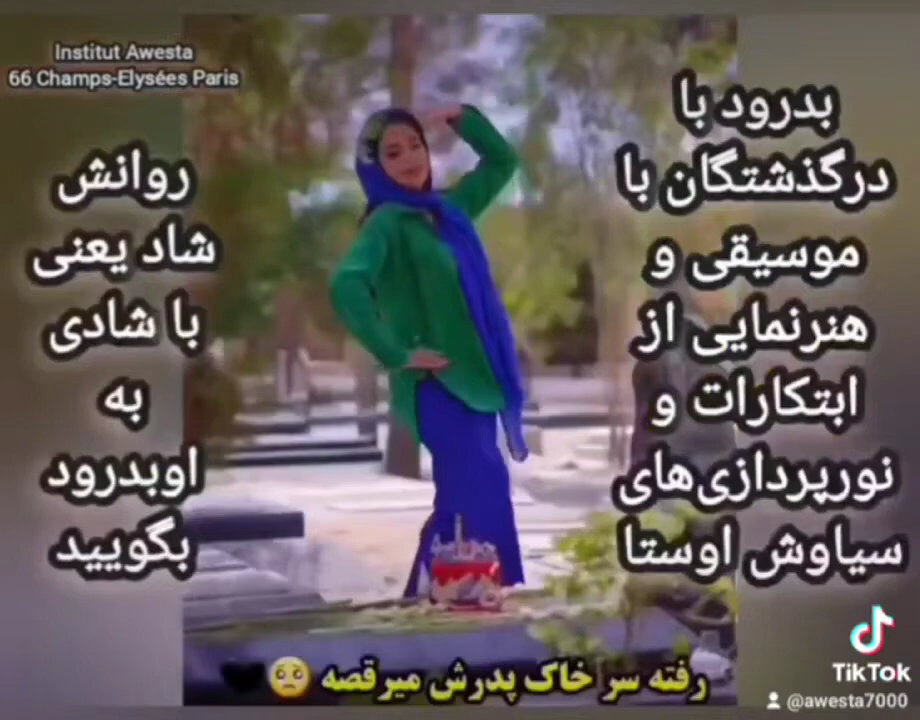 Institut Awesta
66 Champs-Elysées Paris
بدرود با
درگذشتگان با
موسیقی و
هنرنمایی از
ابتکارات و
نورپردازی‌های
سیاوش اوستا
روانش
شاد یعنی
با شادی
به
اوبدرود
بگویید
رفته سر خاک پدرش میرقصه 🥺🖤
TikTok
@awesta7000